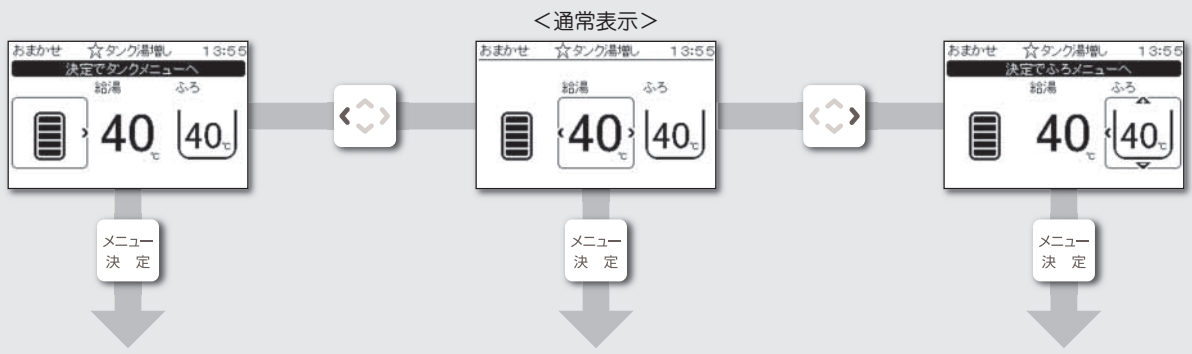 ＜通常表示＞
おまかせ ☆タンク湯増し 13:55
決定でタンクメニューへ
給湯 ふろ
40℃ 40℃
おまかせ ☆タンク湯増し 13:55
給湯 ふろ
40℃ 40℃
おまかせ ☆タンク湯増し 13:55
決定でふろメニューへ
給湯 ふろ
40℃ 40℃
メニュー
決 定
メニュー
決 定
メニュー
決 定